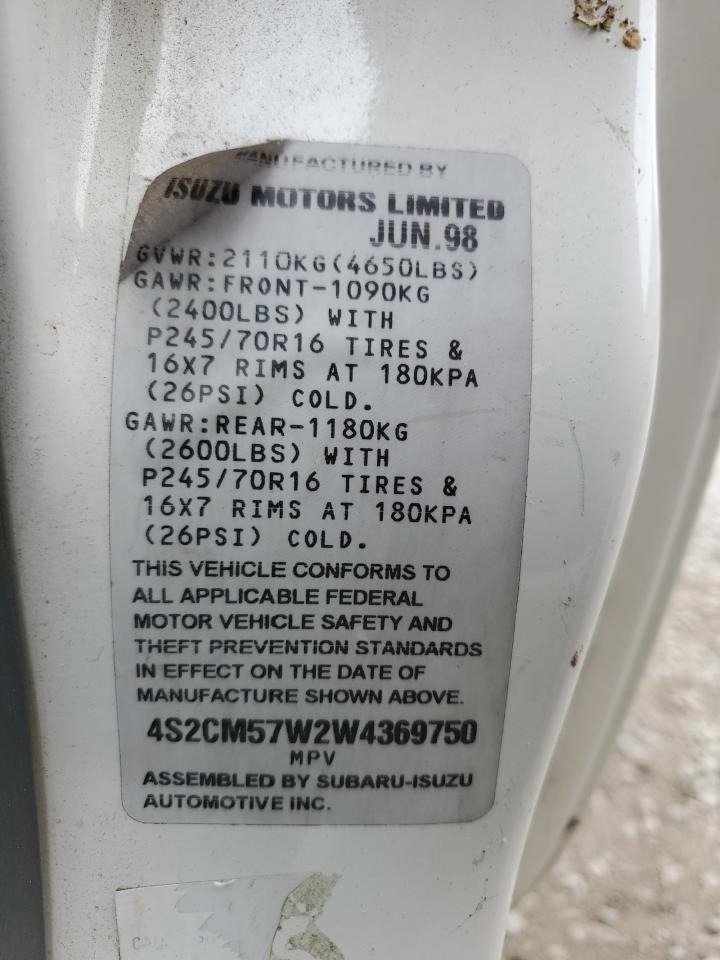 MANUFACTURED BY
ISUZU MOTORS LIMITED
JUN.98
GVWR:2110KG(4650LBS)
GAWR:FRONT-1090KG
(2400LBS) WITH
P245/70R16 TIRES &
16X7 RIMS AT 180KPA
(26PSI) COLD.
GAWR:REAR-1180KG
(2600LBS) WITH
P245/70R16 TIRES &
16X7 RIMS AT 180KPA
(26PSI) COLD.
THIS VEHICLE CONFORMS TO
ALL APPLICABLE FEDERAL
MOTOR VEHICLE SAFETY AND
THEFT PREVENTION STANDARDS
IN EFFECT ON THE DATE OF
MANUFACTURE SHOWN ABOVE.
4S2CM57W2W4369750
MPV
ASSEMBLED BY SUBARU-ISUZU
AUTOMOTIVE INC.